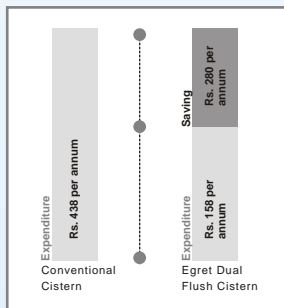 Expenditure
Rs. 438 per annum
Conventional
Cistern
Saving
Rs. 280 per
annum
Expenditure
Rs. 158 per
annum
Egret Dual
Flush Cistern